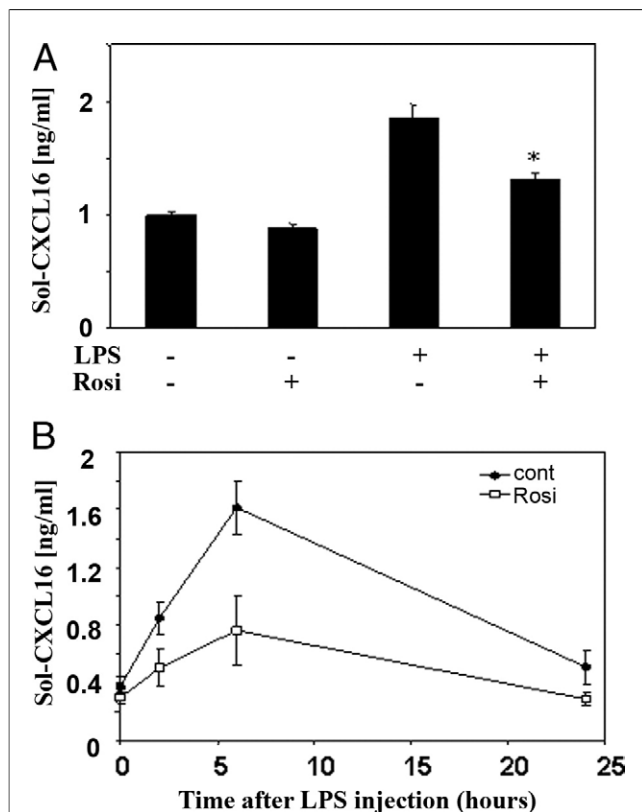 A
Sol-CXCL16 [ng/ml]
2
1
0
*
LPS - - + +
Rosi - + - +
B
Sol-CXCL16 [ng/ml]
2
1.6
1.2
0.8
0.4
0
cont
Rosi
0 5 10 15 20 25
Time after LPS injection (hours)